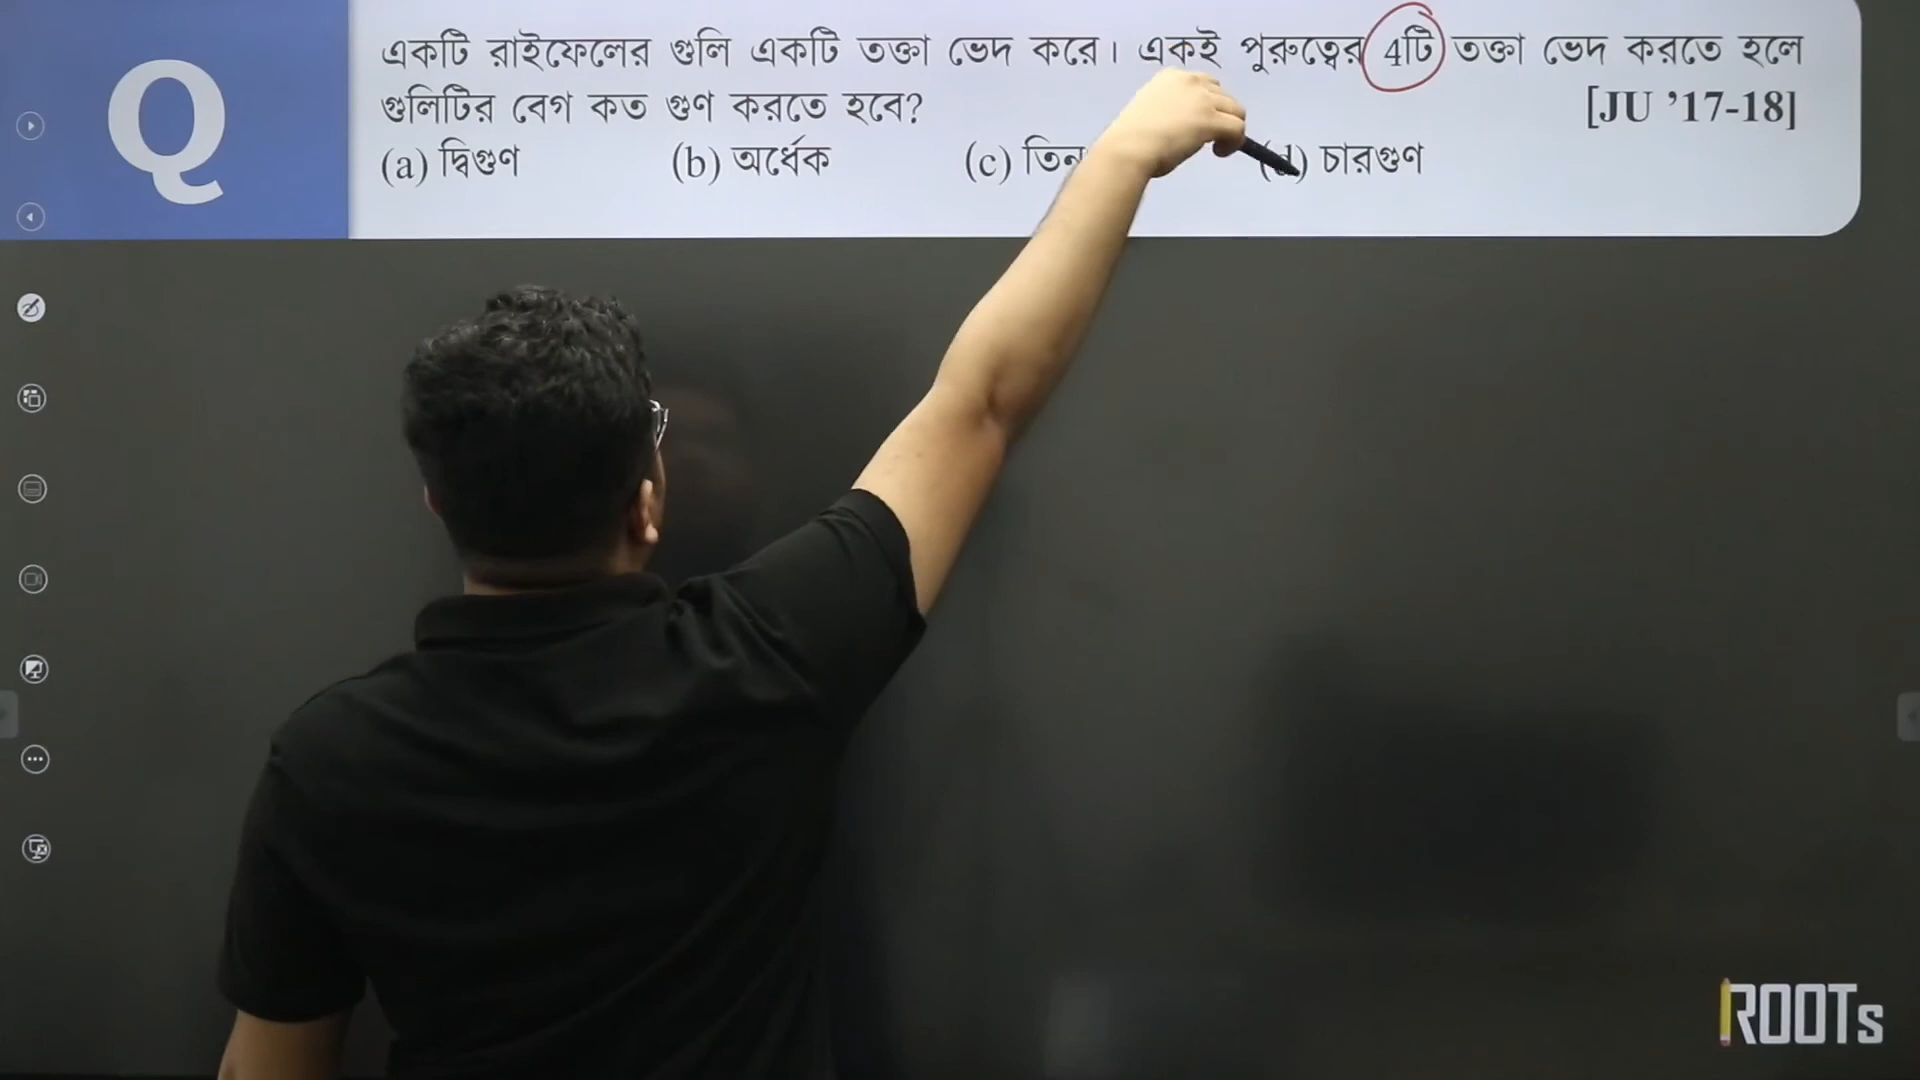 Q
একটি রাইফেলের গুলি একটি তক্তা ভেদ করে। একই পুরুত্বের 4টি তক্তা ভেদ করতে হলে
গুলিটির বেগ কত গুণ করতে হবে? [JU ’17-18]
(a) দ্বিগুণ (b) অর্ধেক (c) (d) চারগুণ
ROOTs